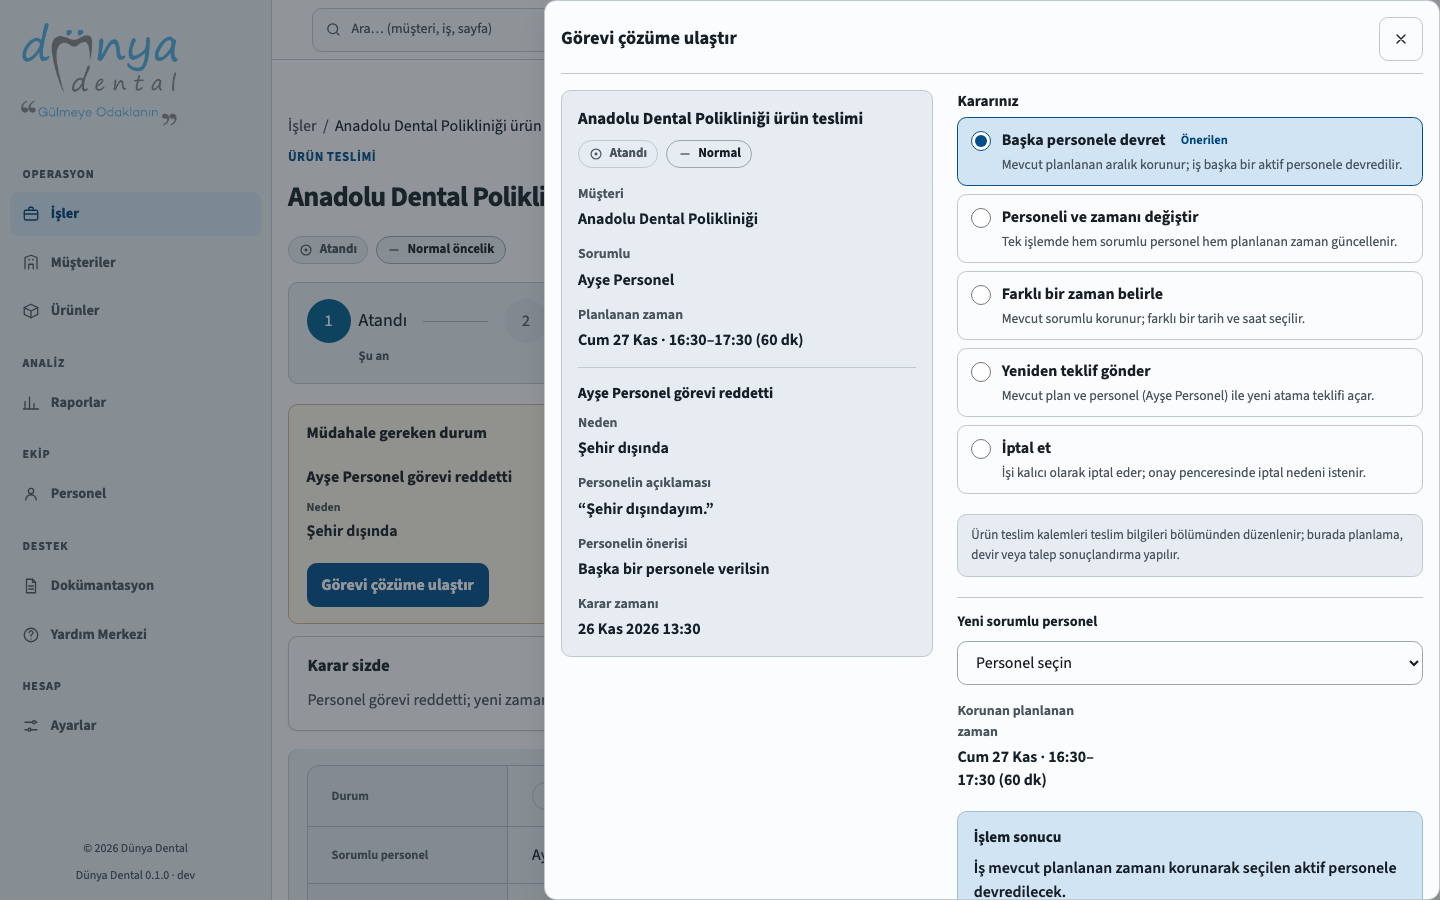 dünya
dental
“Gülmeye Odaklanın”
OPERASYON
İşler
Müşteriler
Ürünler
ANALİZ
Raporlar
EKİP
Personel
DESTEK
Dokümantasyon
Yardım Merkezi
HESAP
Ayarlar
© 2026 Dünya Dental
Dünya Dental 0.1.0 · dev
Ara… (müşteri, iş, sayfa)
İşler / Anadolu Dental Polikliniği ürün
ÜRÜN TESLİMİ
Anadolu Dental Polikli
Atandı
Normal öncelik
1 Atandı
2
Şu an
Müdahale gereken durum
Ayşe Personel görevi reddetti
Neden
Şehir dışında
Görevi çözüme ulaştır
Karar sizde
Personel görevi reddetti; yeni zaman
Durum
Sorumlu personel
Ay
Görevi çözüme ulaştır
Anadolu Dental Polikliniği ürün teslimi
Atandı
Normal
Müşteri
Anadolu Dental Polikliniği
Sorumlu
Ayşe Personel
Planlanan zaman
Cum 27 Kas · 16:30–17:30 (60 dk)
Ayşe Personel görevi reddetti
Neden
Şehir dışında
Personelin açıklaması
“Şehir dışındayım.”
Personelin önerisi
Başka bir personele verilsin
Karar zamanı
26 Kas 2026 13:30
Kararınız
Başka personele devret Önerilen
Mevcut planlanan aralık korunur; iş başka bir aktif personele devredilir.
Personeli ve zamanı değiştir
Tek işlemde hem sorumlu personel hem planlanan zaman güncellenir.
Farklı bir zaman belirle
Mevcut sorumlu korunur; farklı bir tarih ve saat seçilir.
Yeniden teklif gönder
Mevcut plan ve personel (Ayşe Personel) ile yeni atama teklifi açar.
İptal et
İşi kalıcı olarak iptal eder; onay penceresinde iptal nedeni istenir.
Ürün teslim kalemleri teslim bilgileri bölümünden düzenlenir; burada planlama,
devir veya talep sonuçlandırma yapılır.
Yeni sorumlu personel
Personel seçin
Korunan planlanan
zaman
Cum 27 Kas · 16:30–
17:30 (60 dk)
İşlem sonucu
İş mevcut planlanan zamanı korunarak seçilen aktif personele
devredilecek.